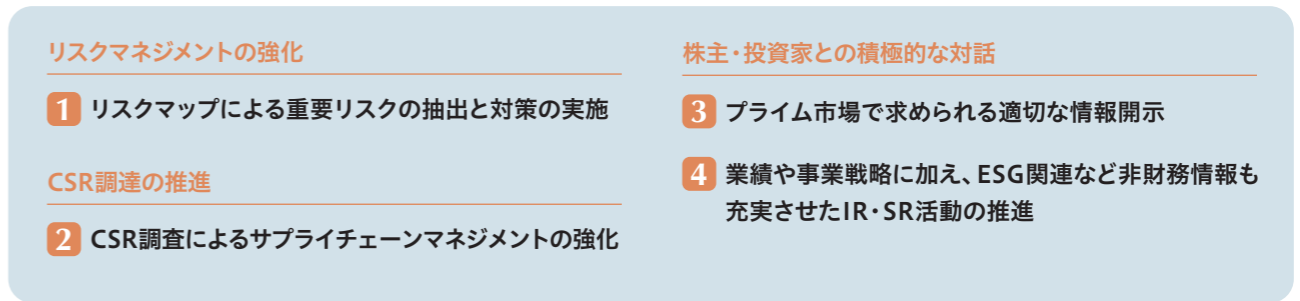 リスクマネジメントの強化
1 リスクマップによる重要リスクの抽出と対策の実施
CSR調達の推進
2 CSR調査によるサプライチェーンマネジメントの強化
株主・投資家との積極的な対話
3 プライム市場で求められる適切な情報開示
4 業績や事業戦略に加え、ESG関連など非財務情報も
充実させたIR・SR活動の推進